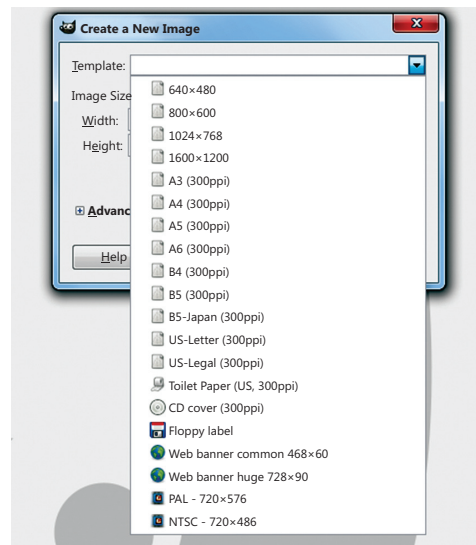 Create a New Image
Template:
Image Size
Width:
Height:
Advanc
Help
640×480
800×600
1024×768
1600×1200
A3 (300ppi)
A4 (300ppi)
A5 (300ppi)
A6 (300ppi)
B4 (300ppi)
B5 (300ppi)
B5-Japan (300ppi)
US-Letter (300ppi)
US-Legal (300ppi)
Toilet Paper (US, 300ppi)
CD cover (300ppi)
Floppy label
Web banner common 468×60
Web banner huge 728×90
PAL - 720×576
NTSC - 720×486